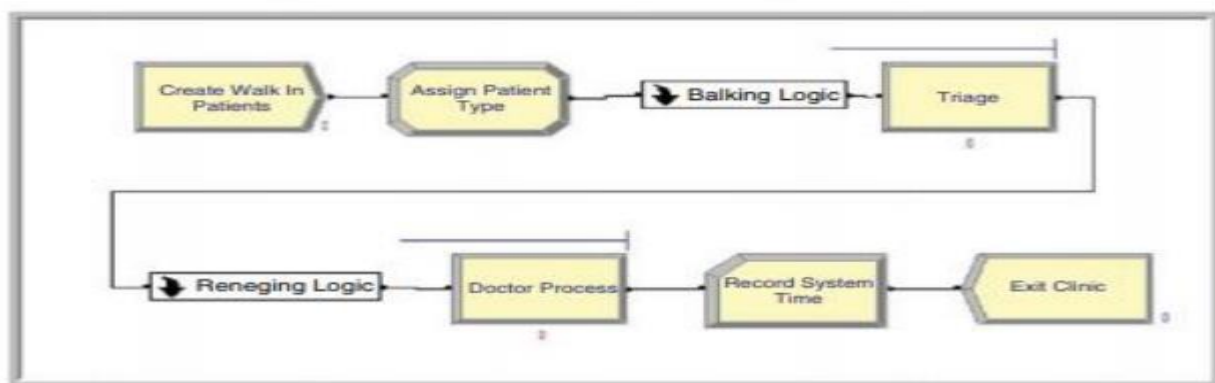 Create Walk In
Patients
Assign Patient
Type
Balking Logic
Triage
Reneging Logic
Doctor Process
Record System
Time
Exit Clinic